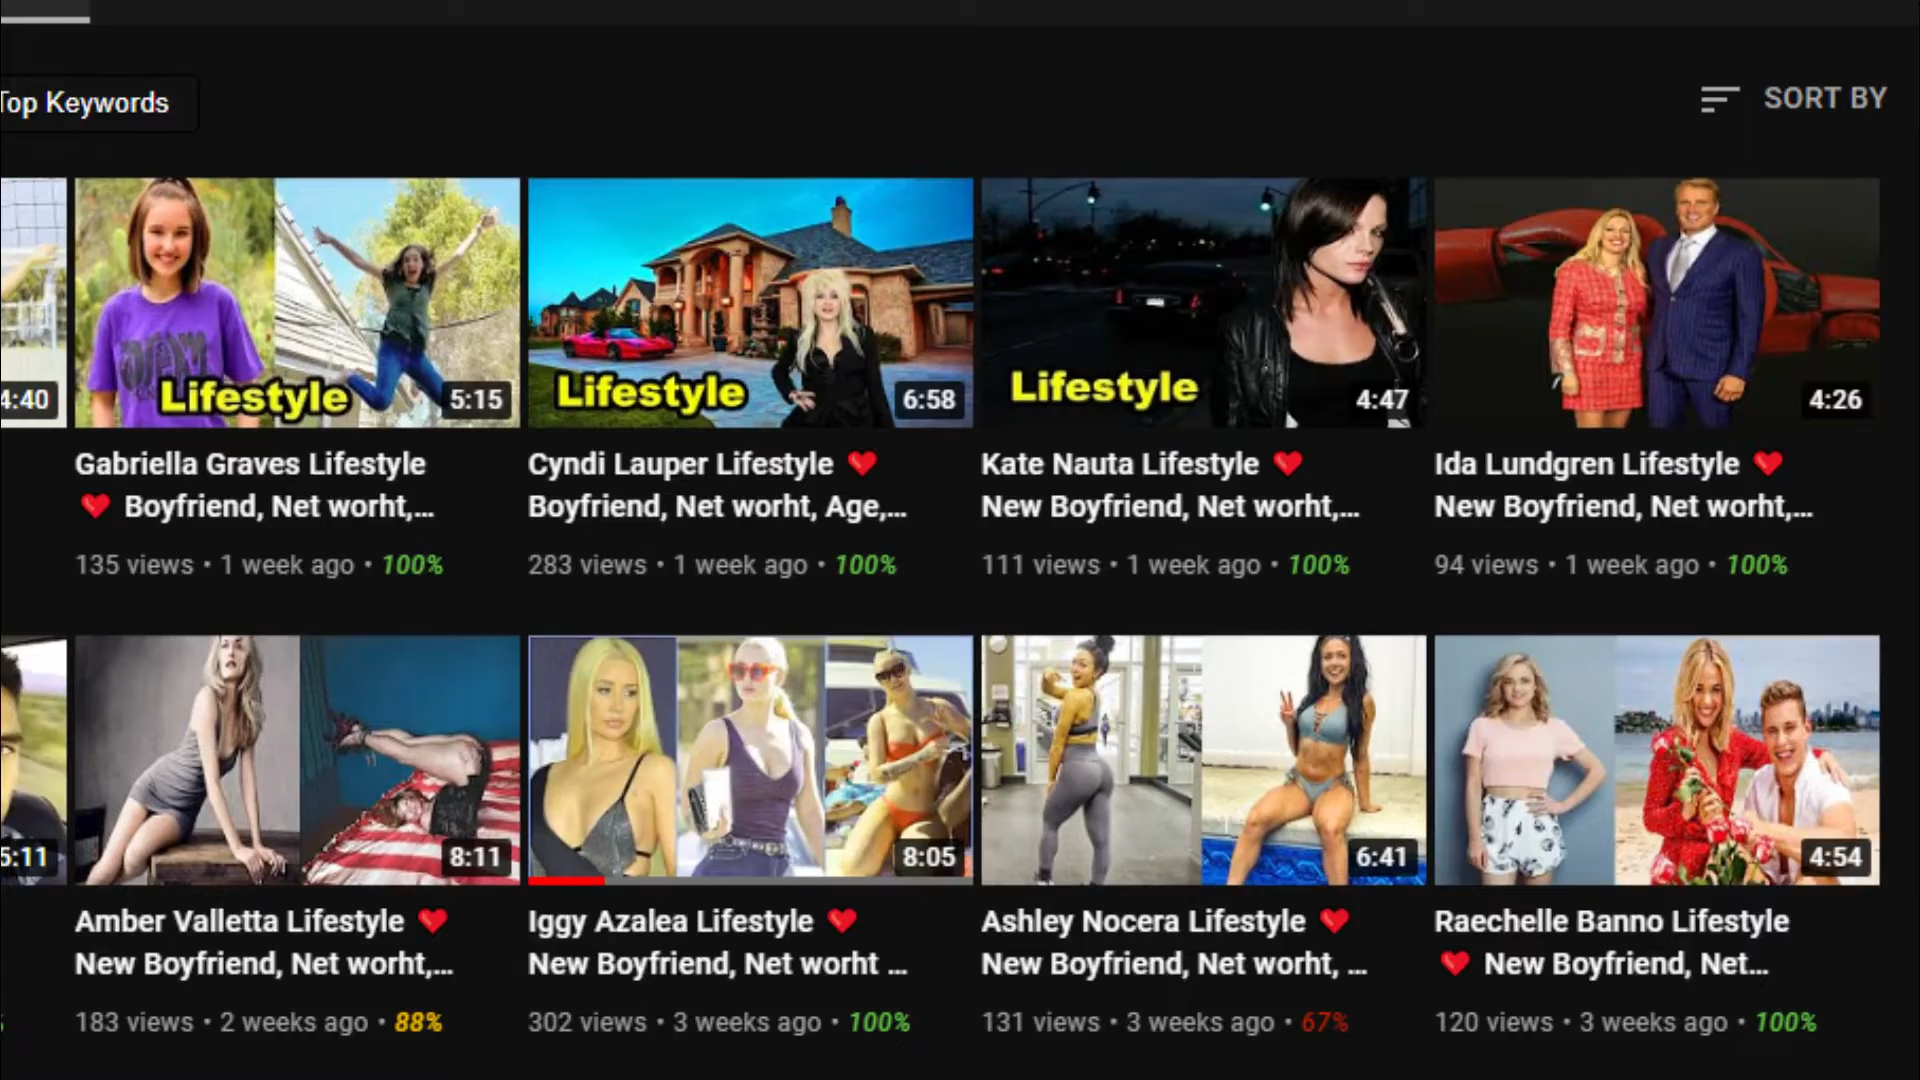 Top Keywords
SORT BY
4:40
Lifestyle
5:15
Lifestyle
6:58
Lifestyle
4:47
4:26
Gabriella Graves Lifestyle
❤️ Boyfriend, Net worht,...
135 views • 1 week ago • 100%
Cyndi Lauper Lifestyle ❤️
Boyfriend, Net worht, Age,...
283 views • 1 week ago • 100%
Kate Nauta Lifestyle ❤️
New Boyfriend, Net worht,...
111 views • 1 week ago • 100%
Ida Lundgren Lifestyle ❤️
New Boyfriend, Net worht,...
94 views • 1 week ago • 100%
5:11
8:11
8:05
6:41
4:54
Amber Valletta Lifestyle ❤️
New Boyfriend, Net worht,...
183 views • 2 weeks ago • 88%
Iggy Azalea Lifestyle ❤️
New Boyfriend, Net worht ...
302 views • 3 weeks ago • 100%
Ashley Nocera Lifestyle ❤️
New Boyfriend, Net worht, ...
131 views • 3 weeks ago • 67%
Raechelle Banno Lifestyle
❤️ New Boyfriend, Net...
120 views • 3 weeks ago • 100%